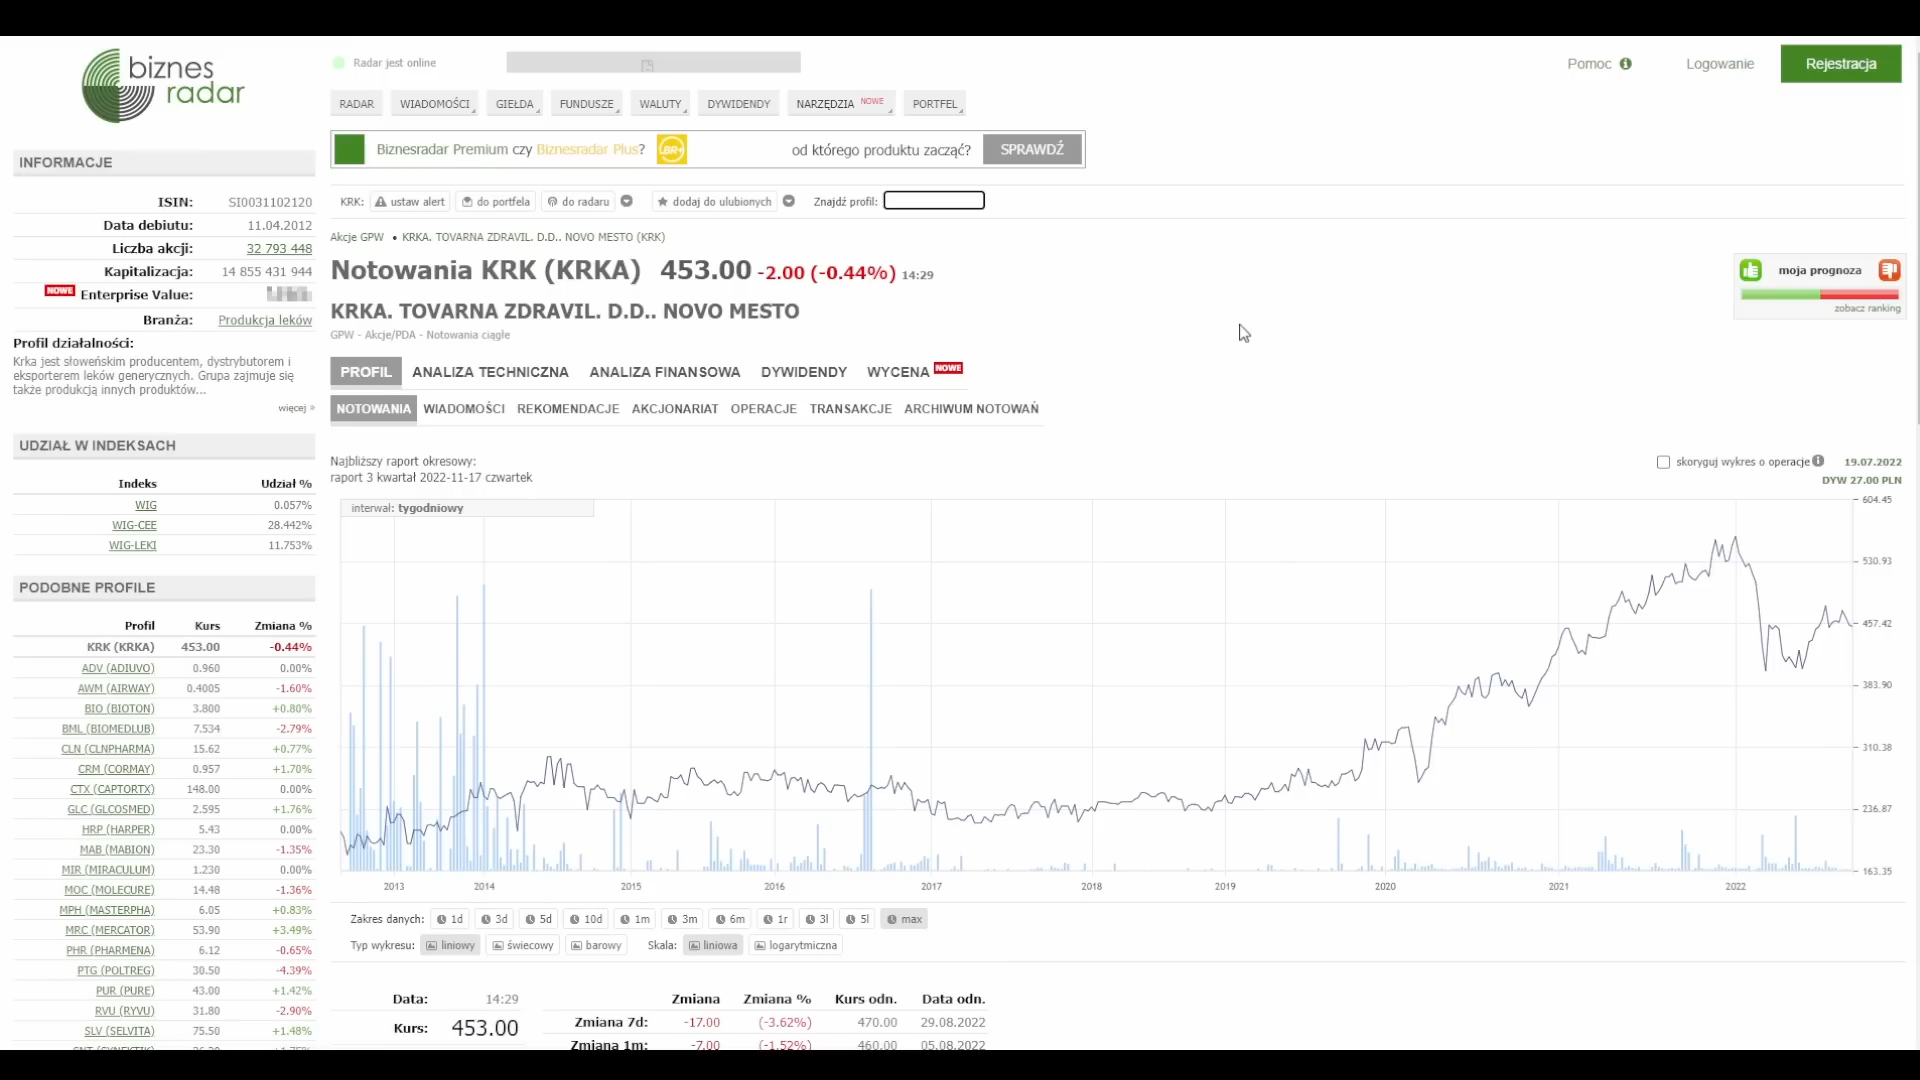 biznes
radar
Radar jest online
Pomoc
Logowanie
Rejestracja
RADAR
WIADOMOŚCI
GIEŁDA
FUNDUSZE
WALUTY
DYWIDENDY
NARZĘDZIA NOWE
PORTFEL
Biznesradar Premium czy Biznesradar Plus? BR+ od którego produktu zacząć? SPRAWDŹ
KRK: ustaw alert do portfela do radaru dodaj do ulubionych Znajdź profil:
Akcje GPW • KRKA. TOVARNA ZDRAVIL. D.D.. NOVO MESTO (KRK)
Notowania KRK (KRKA) 453.00 -2.00 (-0.44%) 14:29
KRKA. TOVARNA ZDRAVIL. D.D.. NOVO MESTO
GPW - Akcje/PDA - Notowania ciągłe
moja prognoza
zobacz ranking
PROFIL ANALIZA TECHNICZNA ANALIZA FINANSOWA DYWIDENDY WYCENA NOWE
NOTOWANIA WIADOMOŚCI REKOMENDACJE AKCJONARIAT OPERACJE TRANSAKCJE ARCHIWUM NOTOWAŃ
INFORMACJE
ISIN: SI0031102120
Data debiutu: 11.04.2012
Liczba akcji: 32 793 448
Kapitalizacja: 14 855 431 944
NOWE Enterprise Value:
Branża: Produkcja leków
Profil działalności:
Krka jest słoweńskim producentem, dystrybutorem i
eksporterem leków generycznych. Grupa zajmuje się
także produkcją innych produktów...
więcej »
UDZIAŁ W INDEKSACH
Indeks Udział %
WIG 0.057%
WIG-CEE 28.442%
WIG-LEKI 11.753%
PODOBNE PROFILE
Profil Kurs Zmiana %
KRK (KRKA) 453.00 -0.44%
ADV (ADIUVO) 0.960 0.00%
AWM (AIRWAY) 0.4005 -1.60%
BIO (BIOTON) 3.800 +0.80%
BML (BIOMEDLUB) 7.534 -2.79%
CLN (CLNPHARMA) 15.62 +0.77%
CRM (CORMAY) 0.957 +1.70%
CTX (CAPTORTX) 148.00 0.00%
GLC (GLCOSMED) 2.595 +1.76%
HRP (HARPER) 5.43 0.00%
MAB (MABION) 23.30 -1.35%
MIR (MIRACULUM) 1.230 0.00%
MOC (MOLECURE) 14.48 -1.36%
MPH (MASTERPHA) 6.05 +0.83%
MRC (MERCATOR) 53.90 +3.49%
PHR (PHARMENA) 6.12 -0.65%
PTG (POLTREG) 30.50 -4.39%
PUR (PURE) 43.00 +1.42%
RVU (RYVU) 31.80 -2.90%
SLV (SELVITA) 75.50 +1.48%
Najbliższy raport okresowy:
raport 3 kwartał 2022-11-17 czwartek
skoryguj wykres o operacje 19.07.2022
DYW 27.00 PLN
interwał: tygodniowy
604.45
530.93
457.42
383.90
310.38
236.87
163.35
2013 2014 2015 2016 2017 2018 2019 2020 2021 2022
Zakres danych: 1d 3d 5d 10d 1m 3m 6m 1r 3l 5l max
Typ wykresu: liniowy świecowy barowy Skala: liniowa logarytmiczna
Data: 14:29
Kurs: 453.00
Zmiana Zmiana % Kurs odn. Data odn.
Zmiana 7d: -17.00 (-3.62%) 470.00 29.08.2022
Zmiana 1m: -7.00 (-1.52%) 460.00 05.08.2022